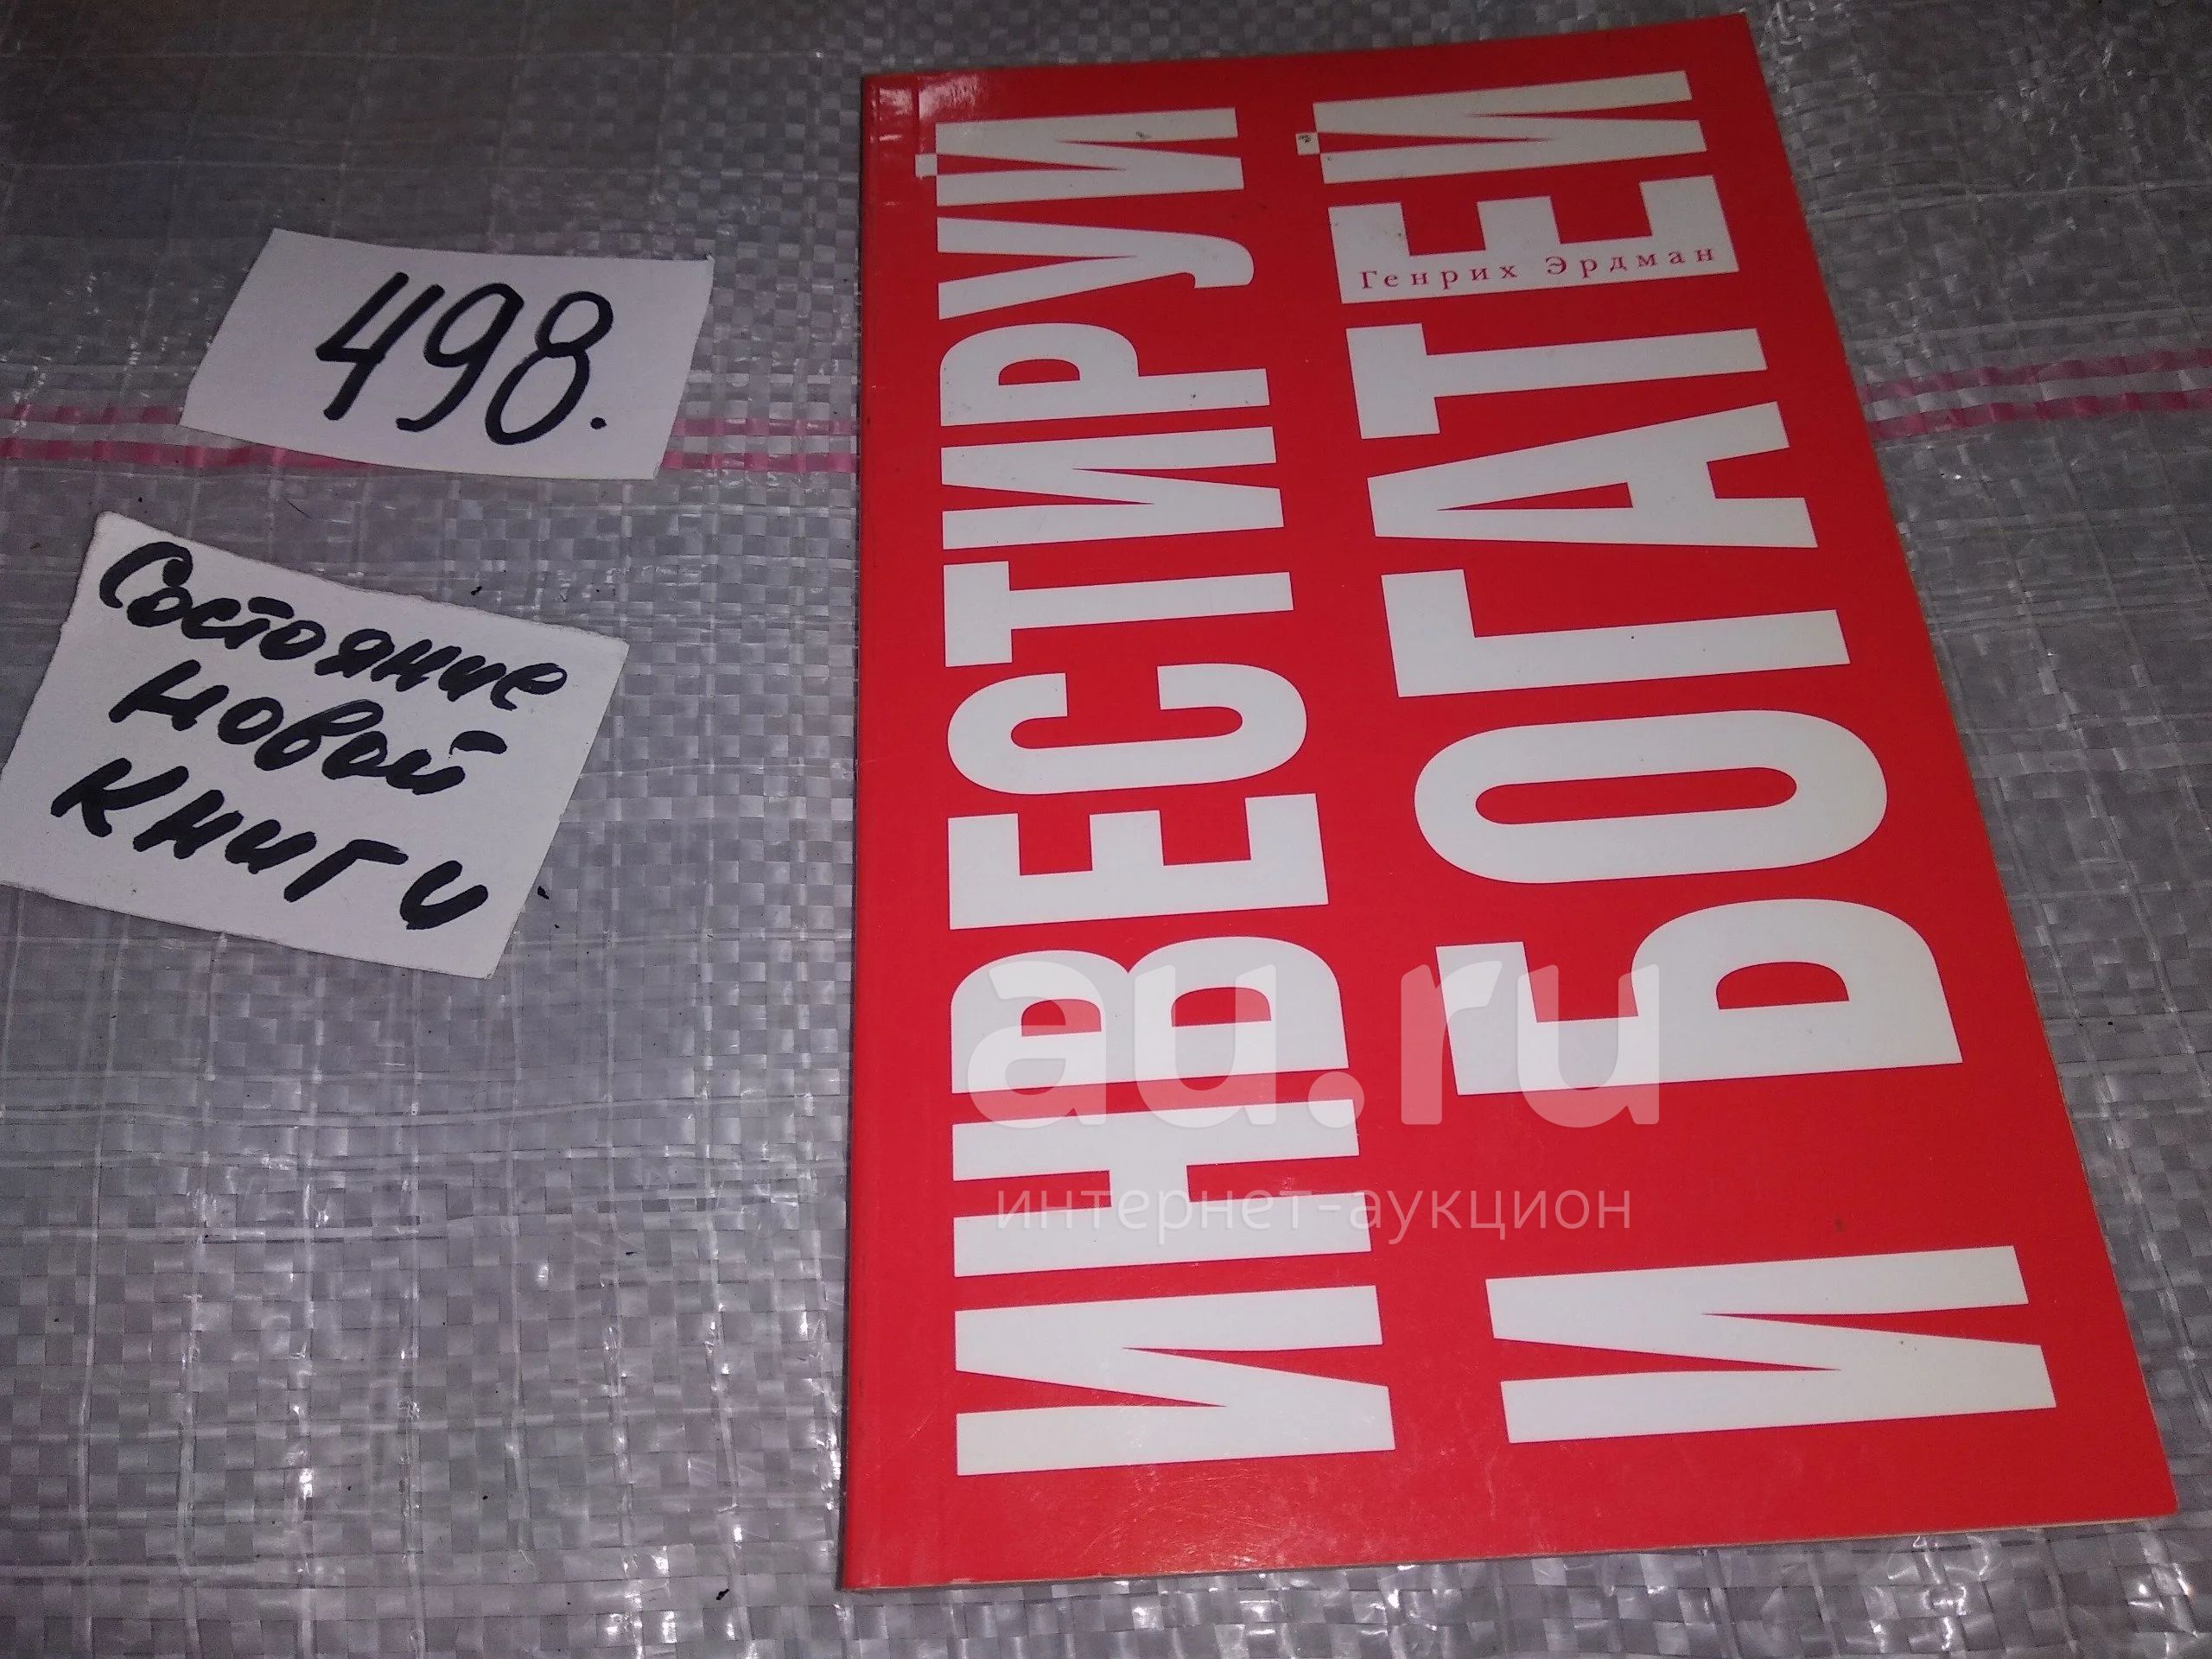 498.
Состояние
новой
книги
ИНВЕСТИРУЙ
И БОГАТЕЙ
Генрих Эрдман
au.ru
интернет-аукцион